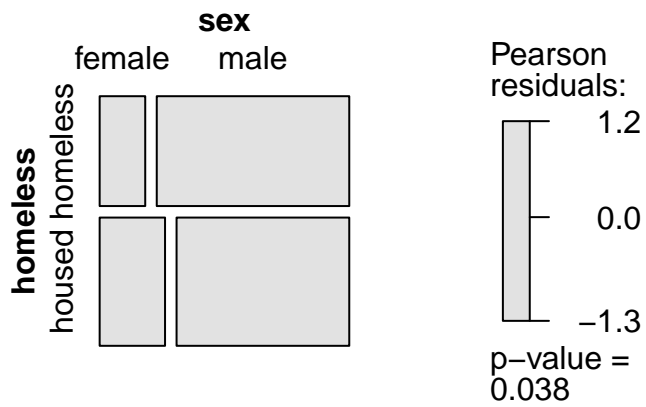 sex
female male
homeless
housed homeless
Pearson
residuals:
1.2
0.0
−1.3
p−value =
0.038